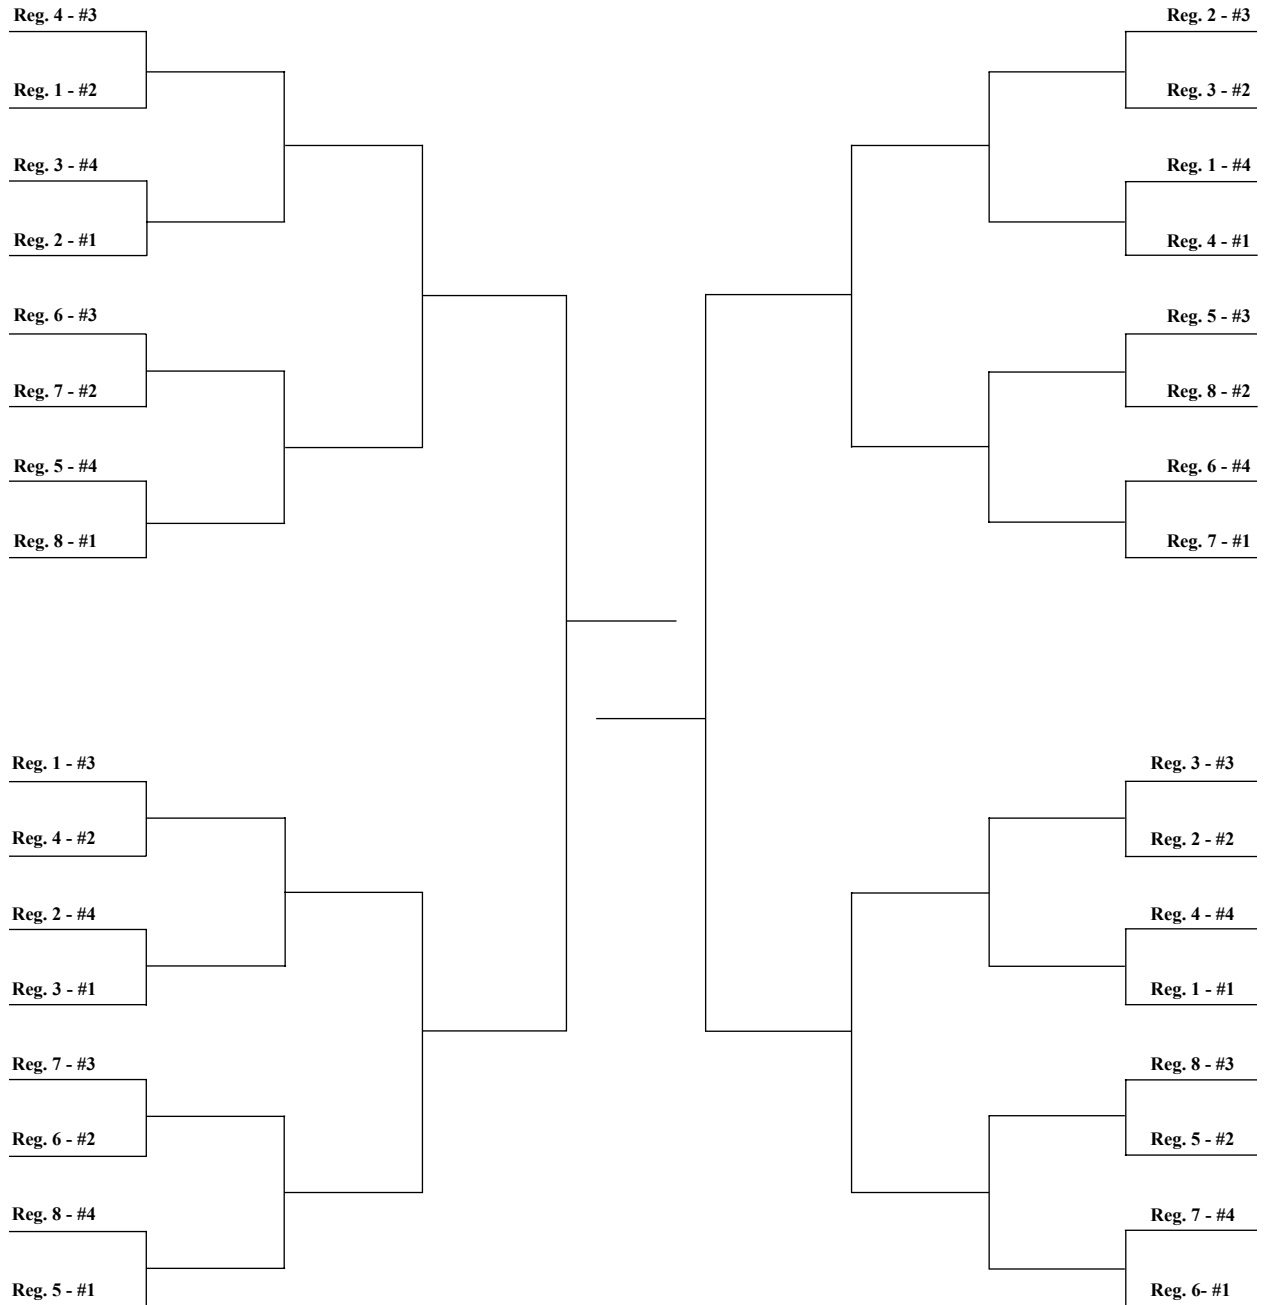 Reg. 4 - #3
Reg. 1 - #2
Reg. 3 - #4
Reg. 2 - #1
Reg. 6 - #3
Reg. 7 - #2
Reg. 5 - #4
Reg. 8 - #1
Reg. 1 - #3
Reg. 4 - #2
Reg. 2 - #4
Reg. 3 - #1
Reg. 7 - #3
Reg. 6 - #2
Reg. 8 - #4
Reg. 5 - #1
Reg. 2 - #3
Reg. 3 - #2
Reg. 1 - #4
Reg. 4 - #1
Reg. 5 - #3
Reg. 8 - #2
Reg. 6 - #4
Reg. 7 - #1
Reg. 3 - #3
Reg. 2 - #2
Reg. 4 - #4
Reg. 1 - #1
Reg. 8 - #3
Reg. 5 - #2
Reg. 7 - #4
Reg. 6- #1